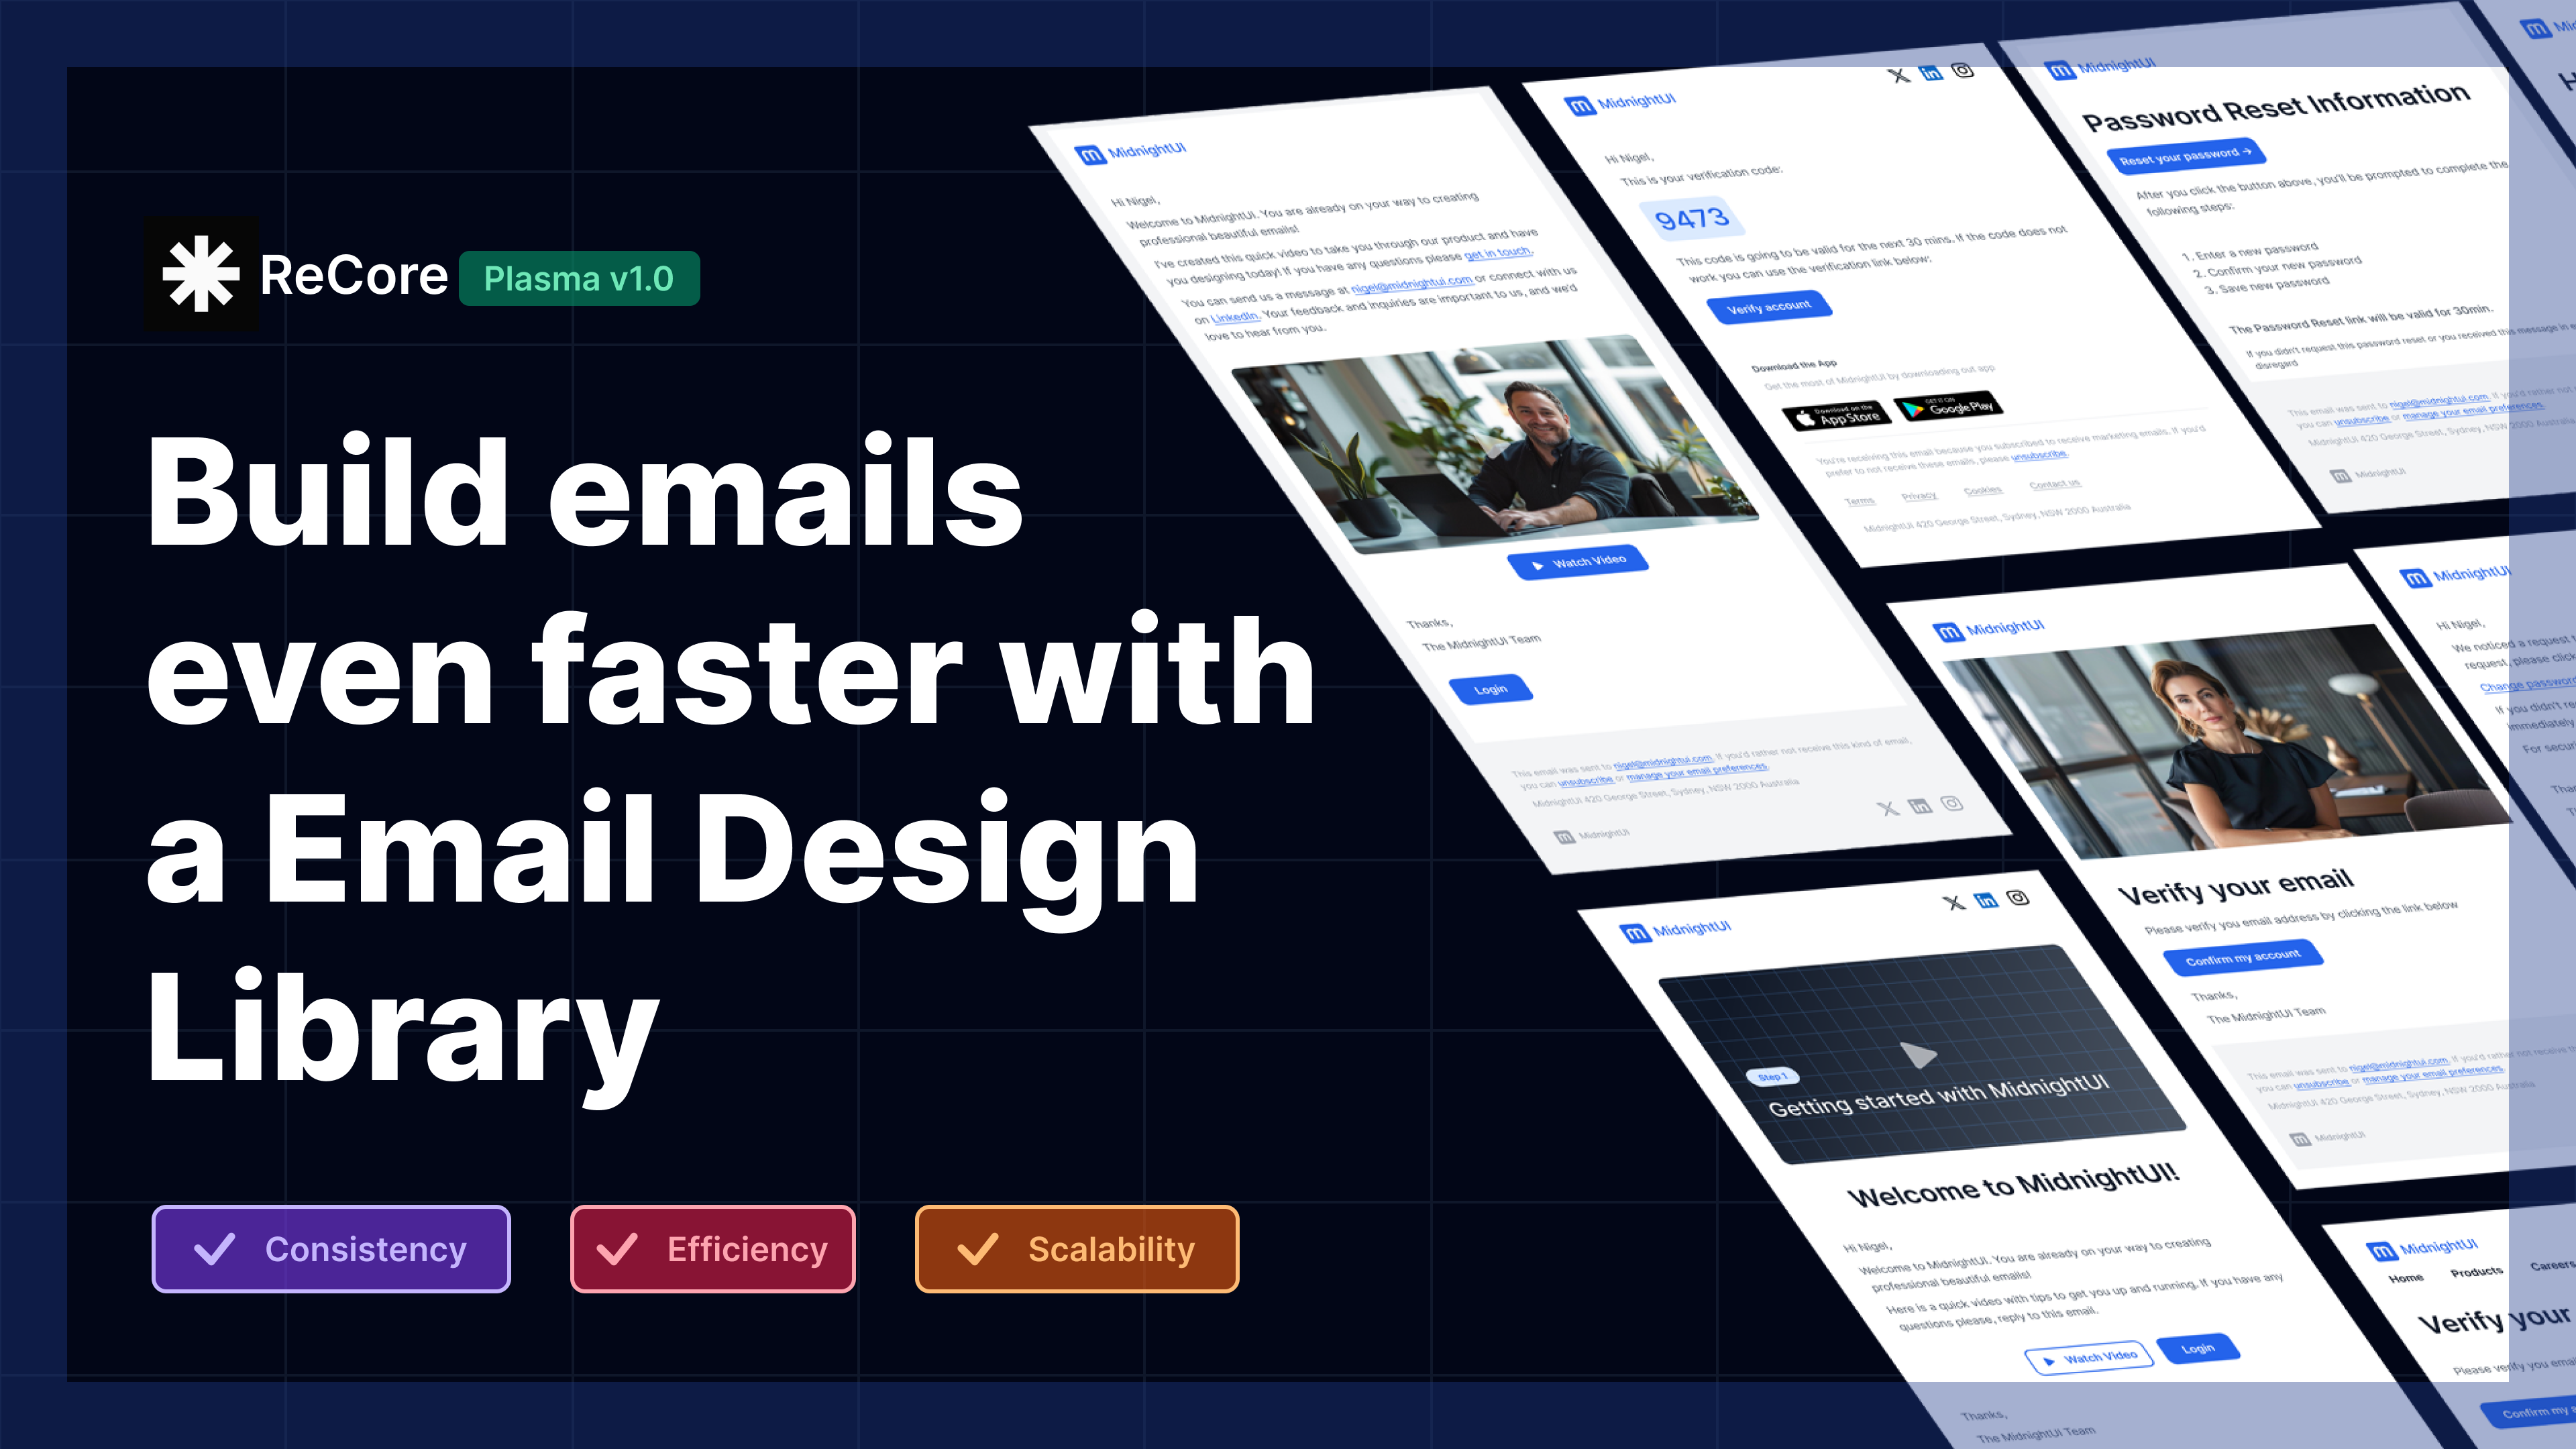 ReCore
Plasma v1.0
Build emails
even faster with
a Email Design
Library
Consistency
Efficiency
Scalability
MidnightUI
Hi Nigel,
Welcome to MidnightUI. You are already on your way to creating
professional beautiful emails!
I've created this quick video to take you through our product and have
you designing today! If you have any questions please get in touch.
You can send us a message at nigel@midnightui.com or connect with us
on LinkedIn. Your feedback and inquiries are important to us, and we'd
love to hear from you.
Watch Video
Thanks,
The MidnightUI Team
Login
This email was sent to nigel@midnightui.com. If you'd rather not receive this kind of email,
you can unsubscribe or manage your email preferences.
MidnightUI 420 George Street, Sydney, NSW 2000 Australia
MidnightUI
MidnightUI
Hi Nigel,
This is your verification code:
9473
This code is going to be valid for the next 30 mins. If the code does not
work you can use the verification link below:
Verify account
Download the App
Get the most of MidnightUI by downloading out app
Download on the
App Store
GET IT ON
Google Play
You're receiving this email because you subscribed to receive marketing emails. If you'd
prefer to not receive these emails, please unsubscribe.
Terms Privacy Cookies Contact us
MidnightUI 420 George Street, Sydney, NSW 2000 Australia
MidnightUI
Password Reset Information
Reset your password →
After you click the button above, you'll be prompted to complete the
following steps:
1. Enter a new password
2. Confirm your new password
3. Save new password
The Password Reset link will be valid for 30min.
If you didn't request this password reset or you received this message in
disregard
This email was sent to nigel@midnightui.com. If you'd rather not
you can unsubscribe or manage your email preferences.
MidnightUI 420 George Street, Sydney, NSW 2000 Australia
MidnightUI
MidnightUI
Verify your email
Please verify you email address by clicking the link below
Confirm my account
Thanks,
The MidnightUI Team
This email was sent to nigel@midnightui.com. If you'd rather not receive
you can unsubscribe or manage your email preferences.
MidnightUI 420 George Street, Sydney, NSW 2000 Australia
MidnightUI
MidnightUI
Hi Nigel,
We noticed a request
request, please click
Change password
If you didn't
immediately
MidnightUI
Step 1
Getting started with MidnightUI
Welcome to MidnightUI!
Hi Nigel,
Welcome to MidnightUI. You are already on your way to creating
professional beautiful emails!
Here is a quick video with tips to get you up and running. If you have any
questions please, reply to this email.
Watch Video
Login
Thanks,
The MidnightUI Team
MidnightUI
Home Products Careers
Verify your
Please verify you
Confirm my